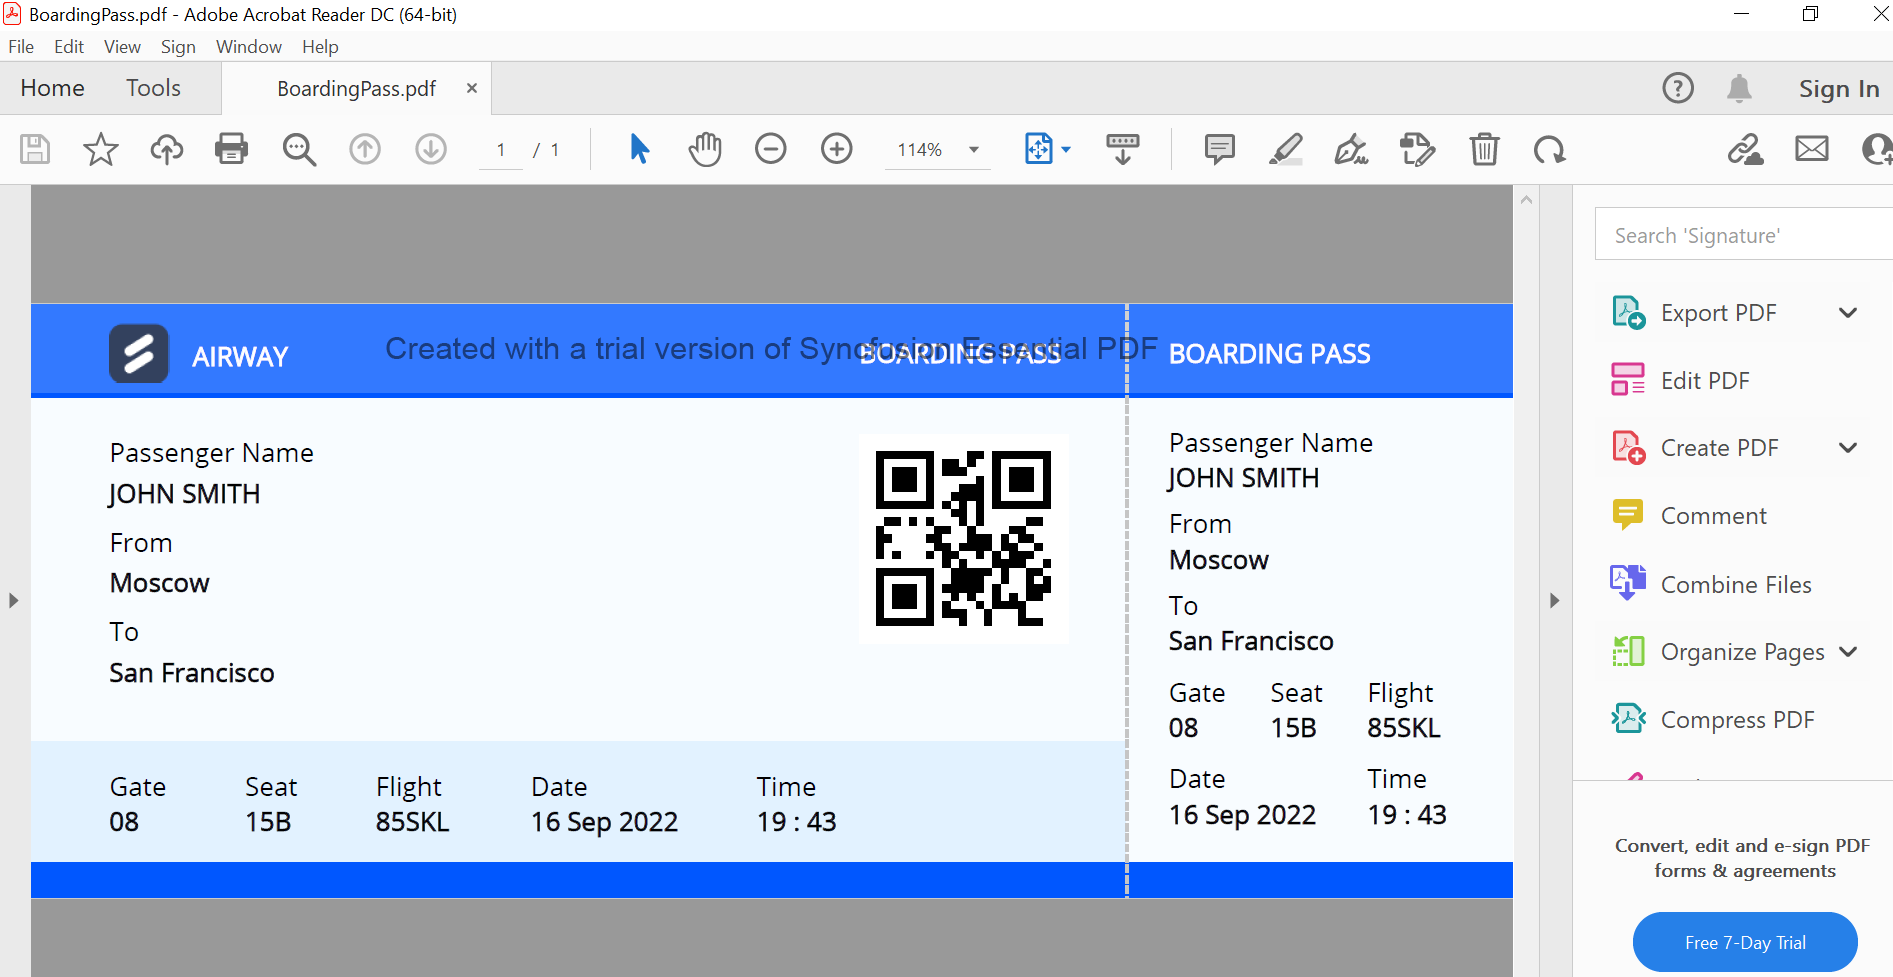 BoardingPass.pdf - Adobe Acrobat Reader DC (64-bit)
File Edit View Sign Window Help
Home Tools BoardingPass.pdf × ? Sign In
1 / 1 114%
AIRWAY
Created with a trial version of Syncfusion Essential PDF
BOARDING PASS
Passenger Name
JOHN SMITH
From
Moscow
To
San Francisco
Gate Seat Flight Date Time
08 15B 85SKL 16 Sep 2022 19 : 43
BOARDING PASS
Passenger Name
JOHN SMITH
From
Moscow
To
San Francisco
Gate Seat Flight
08 15B 85SKL
Date Time
16 Sep 2022 19 : 43
Search 'Signature'
Export PDF
Edit PDF
Create PDF
Comment
Combine Files
Organize Pages
Compress PDF
Convert, edit and e-sign PDF
forms & agreements
Free 7-Day Trial